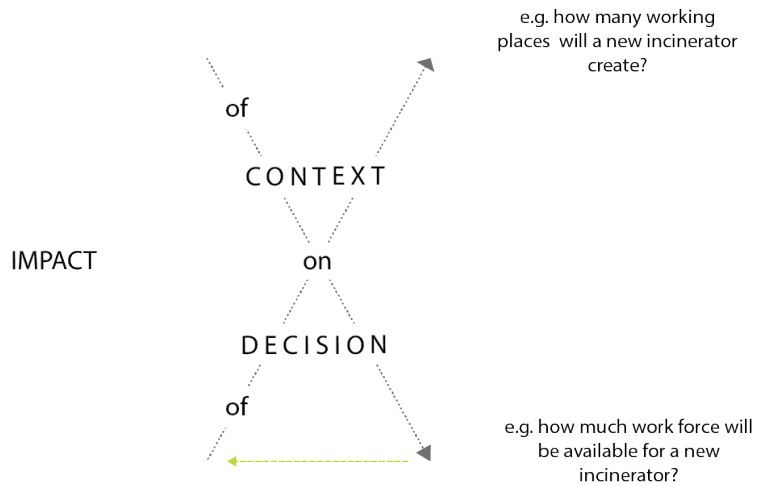 e.g. how many working
places will a new incinerator
create?
of
CONTEXT
IMPACT
on
DECISION
of
e.g. how much work force will
be available for a new
incinerator?